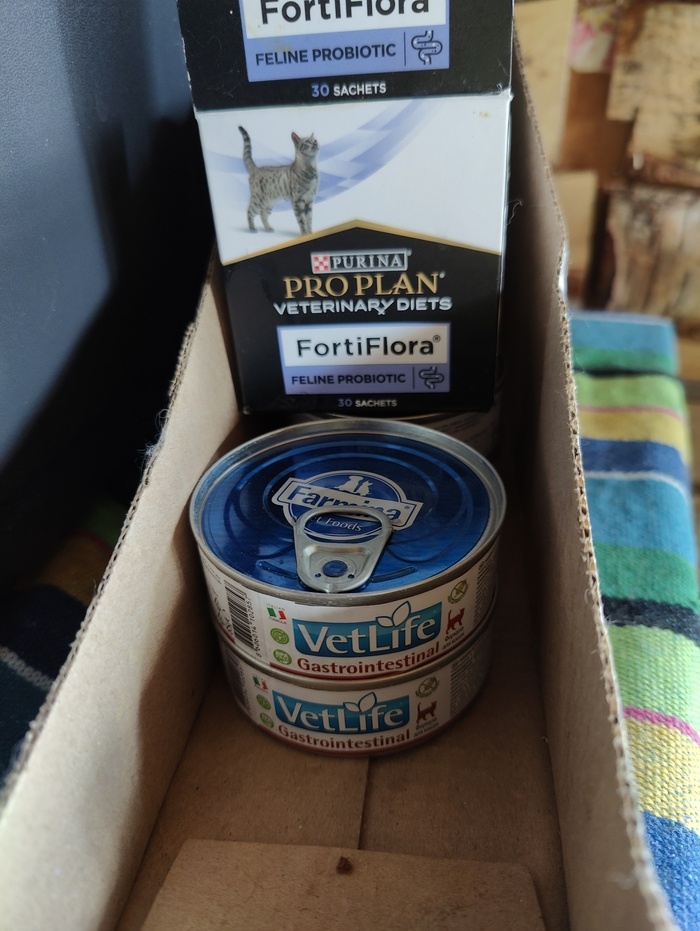 FortiFlora
FELINE PROBIOTIC
30 SACHETS
PURINA
PRO PLAN®
VETERINARY DIETS
FortiFlora®
FELINE PROBIOTIC
30 SACHETS
Farmina®
Foods
VetLife
Gastrointestinal
VetLife
Gastrointestinal